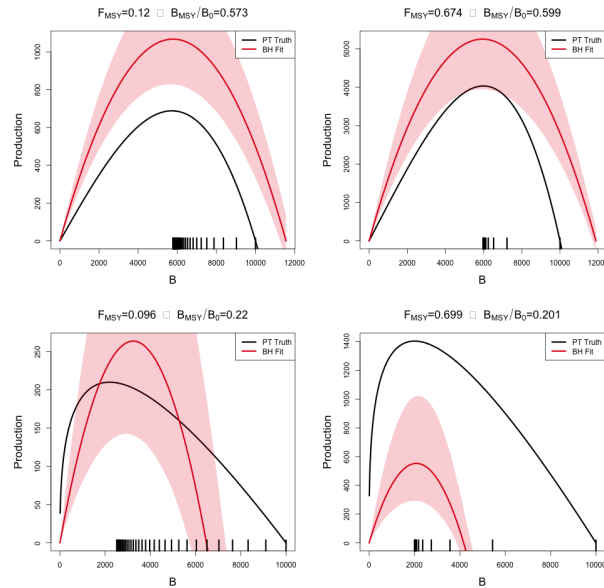 F_MSY=0.12 □ B_MSY/B_0=0.573
PT Truth
BH Fit
Production
0
200
400
600
800
1000
0
2000
4000
6000
8000
10000
12000
B
F_MSY=0.674 □ B_MSY/B_0=0.599
PT Truth
BH Fit
Production
0
1000
2000
3000
4000
5000
0
2000
4000
6000
8000
10000
12000
B
F_MSY=0.096 □ B_MSY/B_0=0.22
PT Truth
BH Fit
Production
0
50
100
150
200
250
0
2000
4000
6000
8000
10000
B
F_MSY=0.699 □ B_MSY/B_0=0.201
PT Truth
BH Fit
Production
0
200
400
600
800
1000
1200
1400
0
2000
4000
6000
8000
10000
B